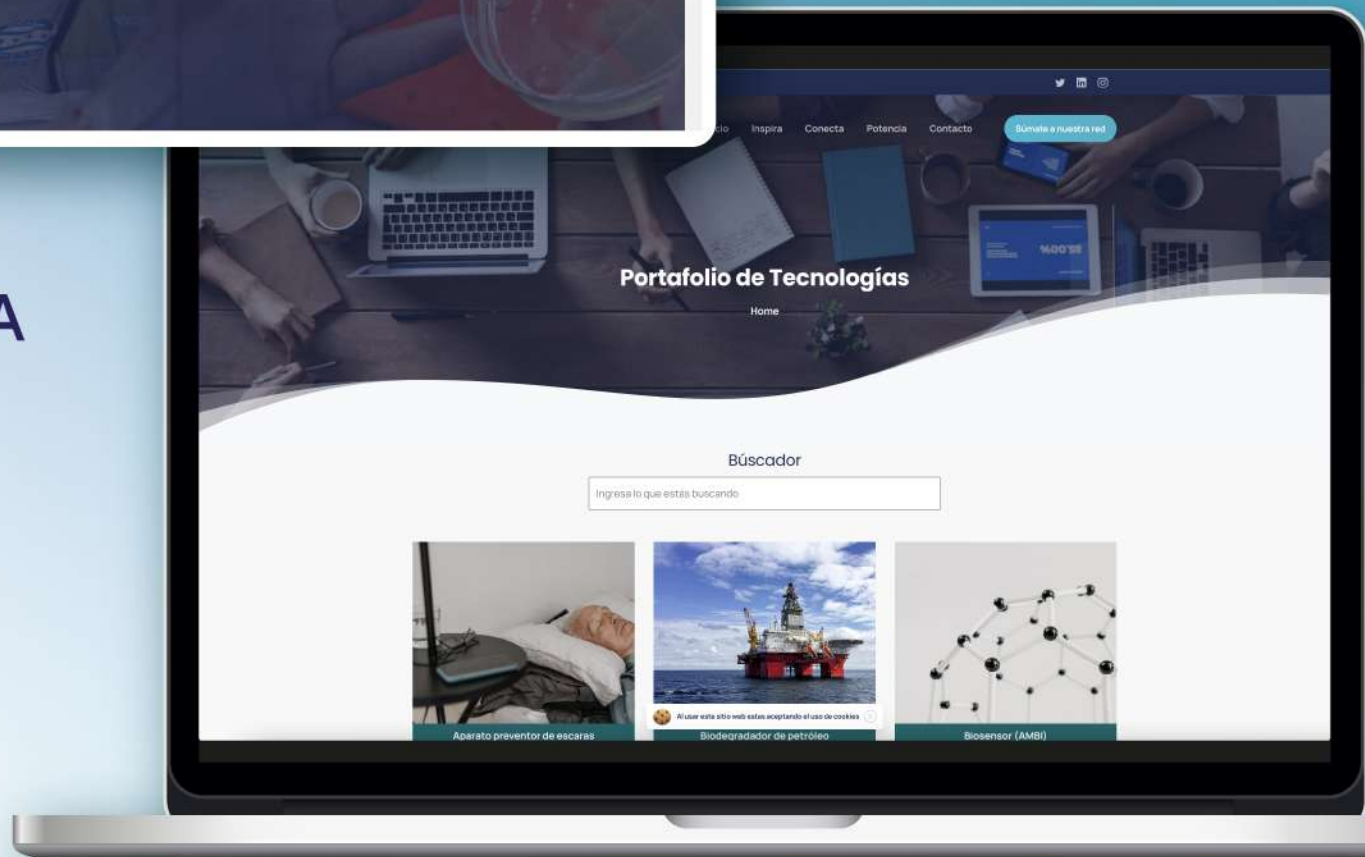 Inspira Conecta Potencia Contacto Súmate a nuestra red
Portafolio de Tecnologías
Home
A
Búscador
Ingresa lo que estás buscando
Al usar este sitio web estas aceptando el uso de cookies
Aparato preventor de escaras Biodegradador de petróleo Biosensor (AMBI)